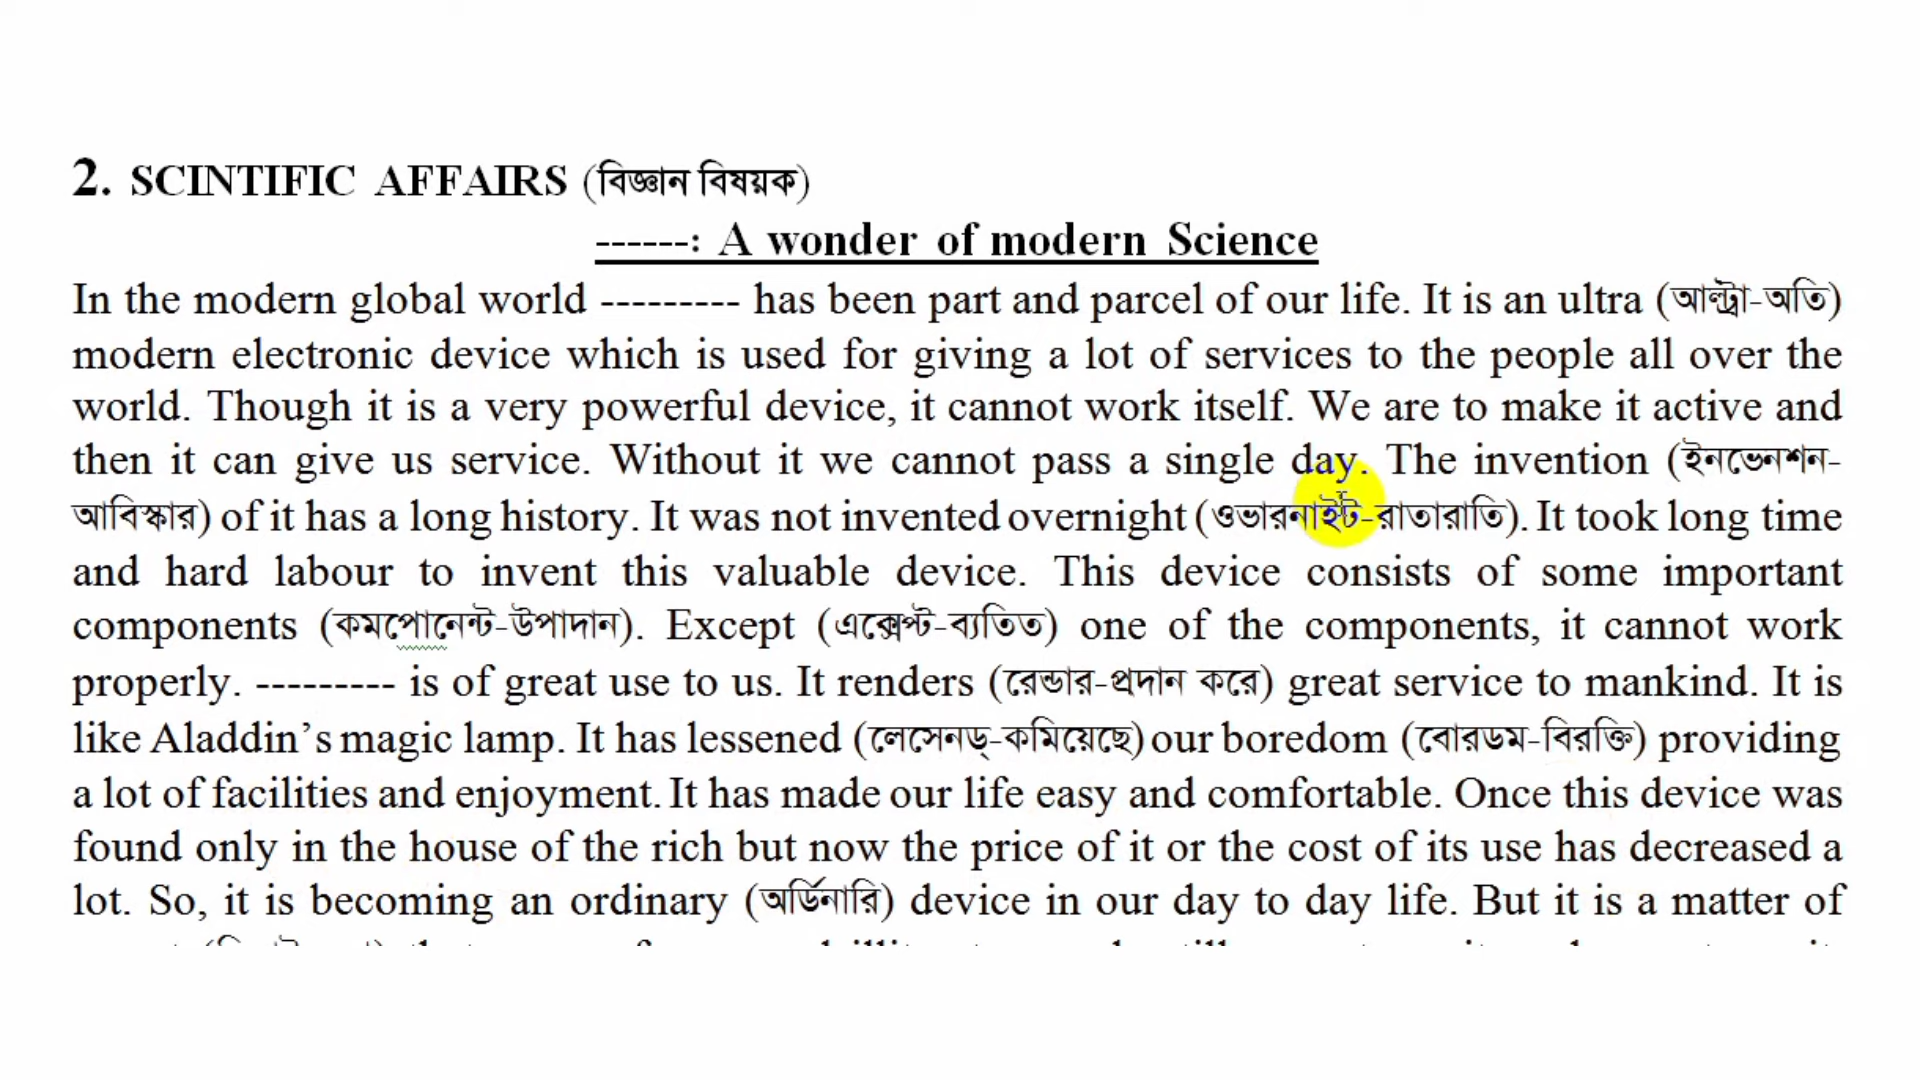 2. SCINTIFIC AFFAIRS (বিজ্ঞান বিষয়ক)
------: A wonder of modern Science
In the modern global world --------- has been part and parcel of our life. It is an ultra (আল্ট্রা-অতি)
modern electronic device which is used for giving a lot of services to the people all over the
world. Though it is a very powerful device, it cannot work itself. We are to make it active and
then it can give us service. Without it we cannot pass a single day. The invention (ইনভেনশন-
আবিস্কার) of it has a long history. It was not invented overnight (ওভারনাইট-রাতারাতি). It took long time
and hard labour to invent this valuable device. This device consists of some important
components (কমপোনেন্ট-উপাদান). Except (এক্সেপ্ট-ব্যতিত) one of the components, it cannot work
properly. --------- is of great use to us. It renders (রেন্ডার-প্রদান করে) great service to mankind. It is
like Aladdin’s magic lamp. It has lessened (লেসেনড্-কমিয়েছে) our boredom (বোরডম-বিরক্তি) providing
a lot of facilities and enjoyment. It has made our life easy and comfortable. Once this device was
found only in the house of the rich but now the price of it or the cost of its use has decreased a
lot. So, it is becoming an ordinary (অর্ডিনারি) device in our day to day life. But it is a matter of